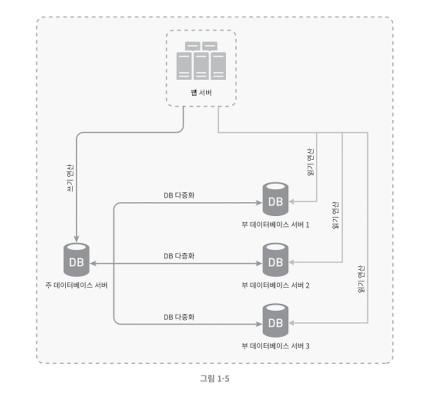 웹 서버
쓰기 연산
읽기 연산
읽기 연산
읽기 연산
DB 다중화
DB
부 데이터베이스 서버 1
DB
주 데이터베이스 서버
DB 다중화
DB
부 데이터베이스 서버 2
DB 다중화
DB
부 데이터베이스 서버 3
그림 1-5